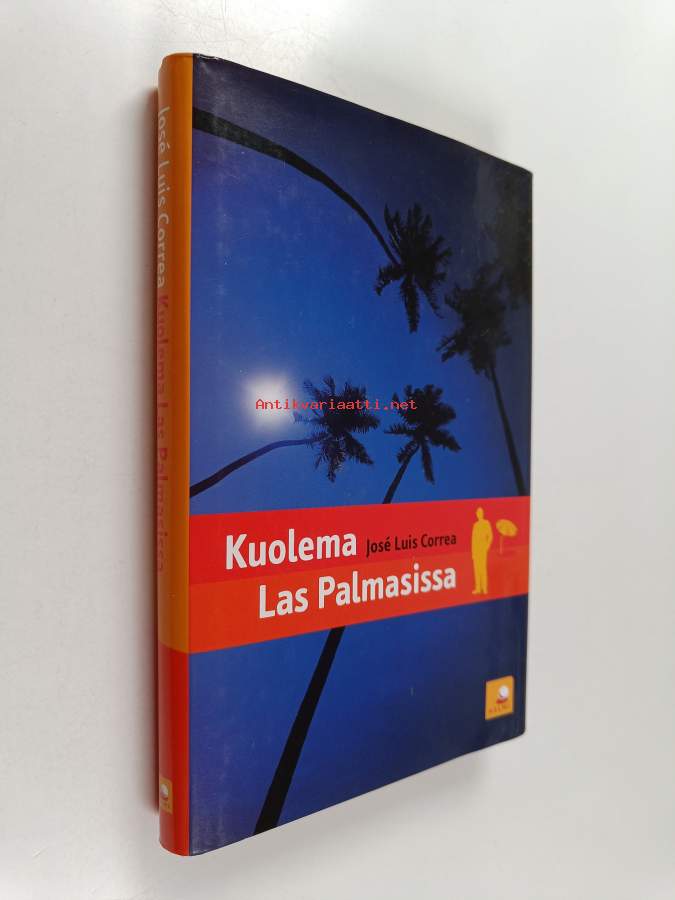 José Luis Correa Kuolema Las Palmasissa
Antikvariaatti.net
Kuolema José Luis Correa
Las Palmasissa